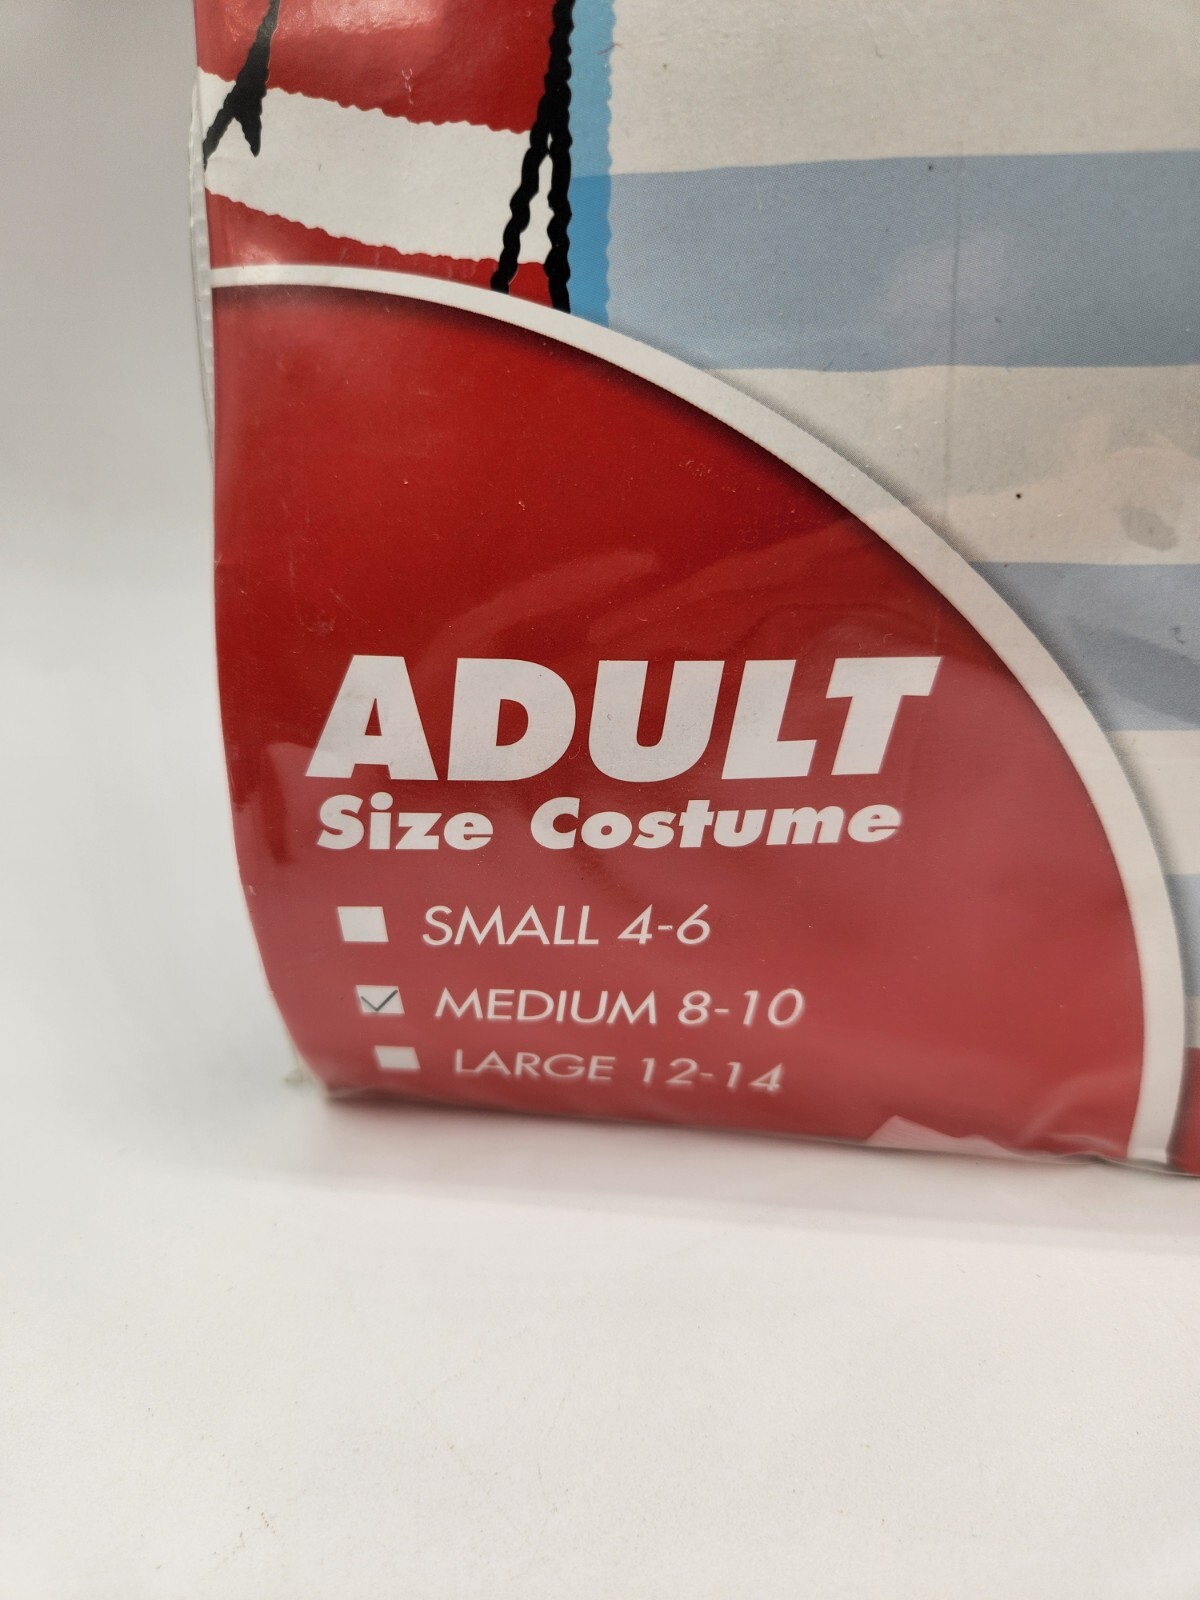 ADULT
Size Costume
SMALL 4-6
MEDIUM 8-10
LARGE 12-14